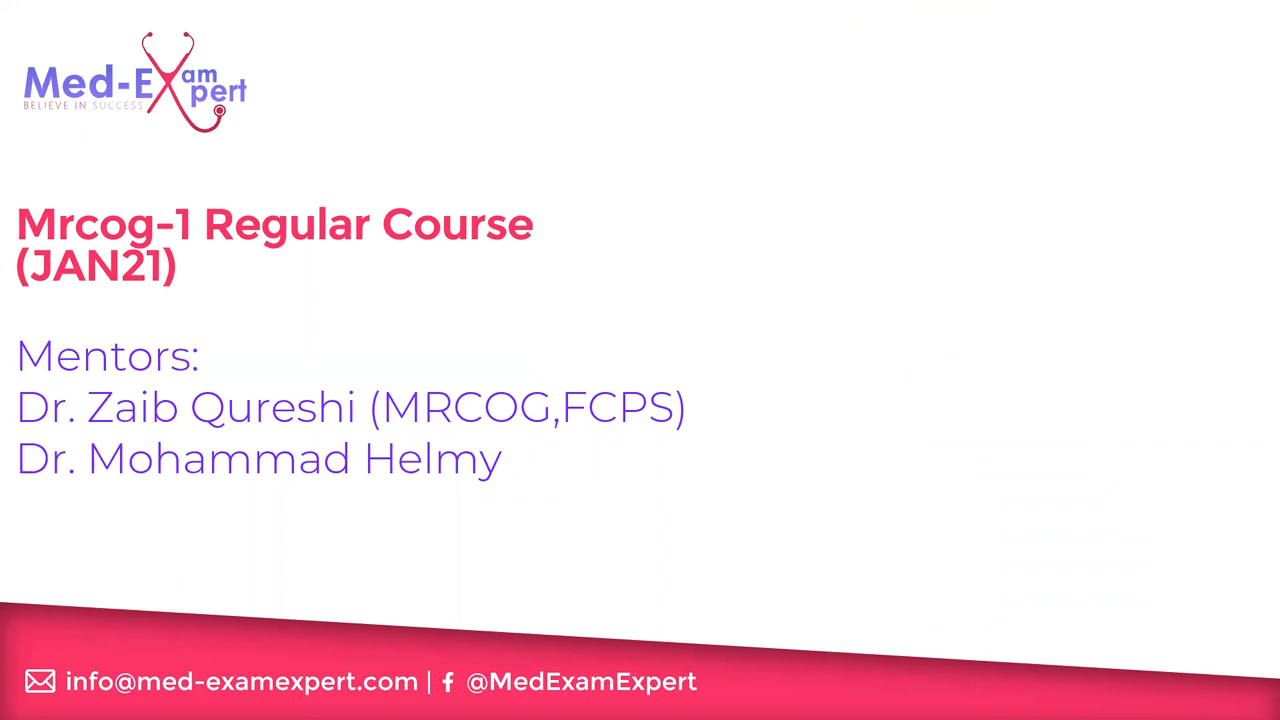 Med-Exam
Expert
BELIEVE IN SUCCESS
Mrcog-1 Regular Course
(JAN21)
Mentors:
Dr. Zaib Qureshi (MRCOG,FCPS)
Dr. Mohammad Helmy
info@med-examexpert.com | f @MedExamExpert